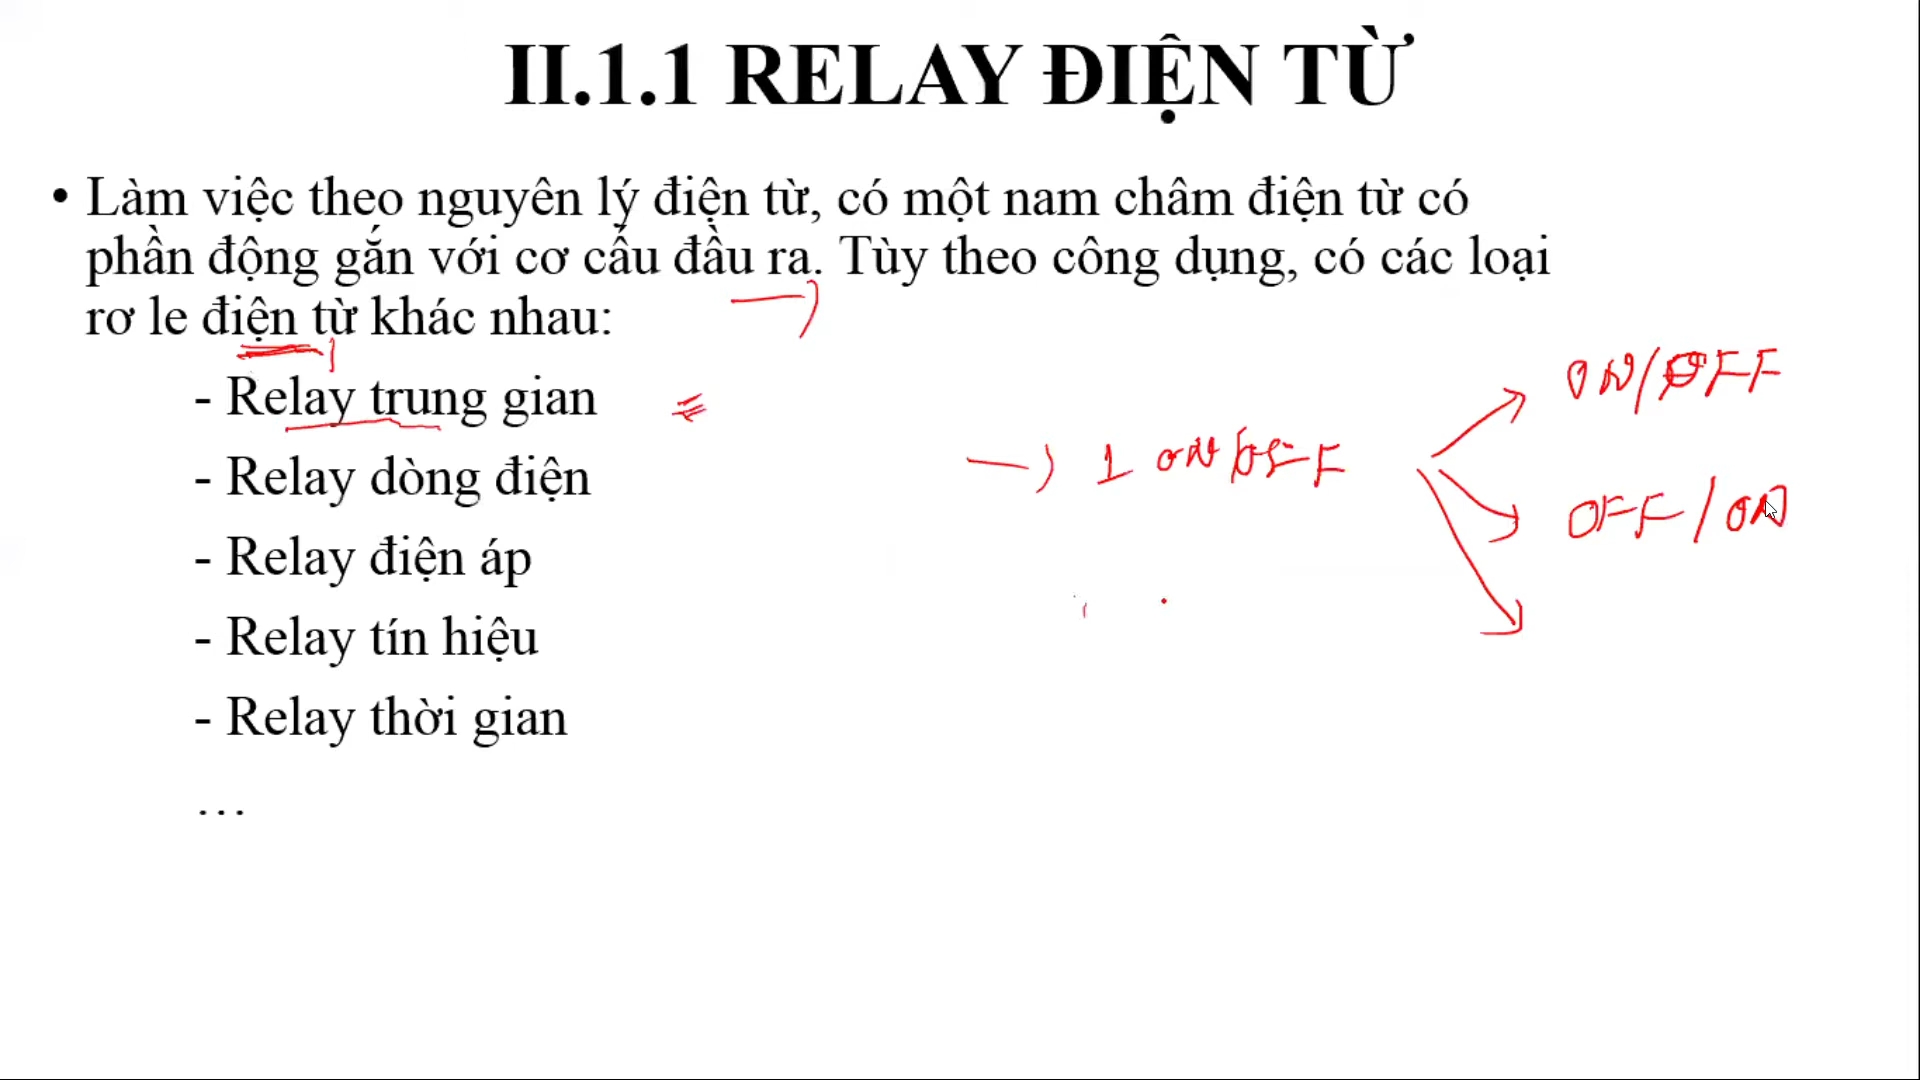 II.1.1 RELAY ĐIỆN TỪ
• Làm việc theo nguyên lý điện từ, có một nam châm điện từ có
phần động gắn với cơ cấu đầu ra. Tùy theo công dụng, có các loại
rơ le điện từ khác nhau:
- Relay trung gian
- Relay dòng điện
- Relay điện áp
- Relay tín hiệu
- Relay thời gian
…
1 ON/OFF
ON/OFF
OFF/ON